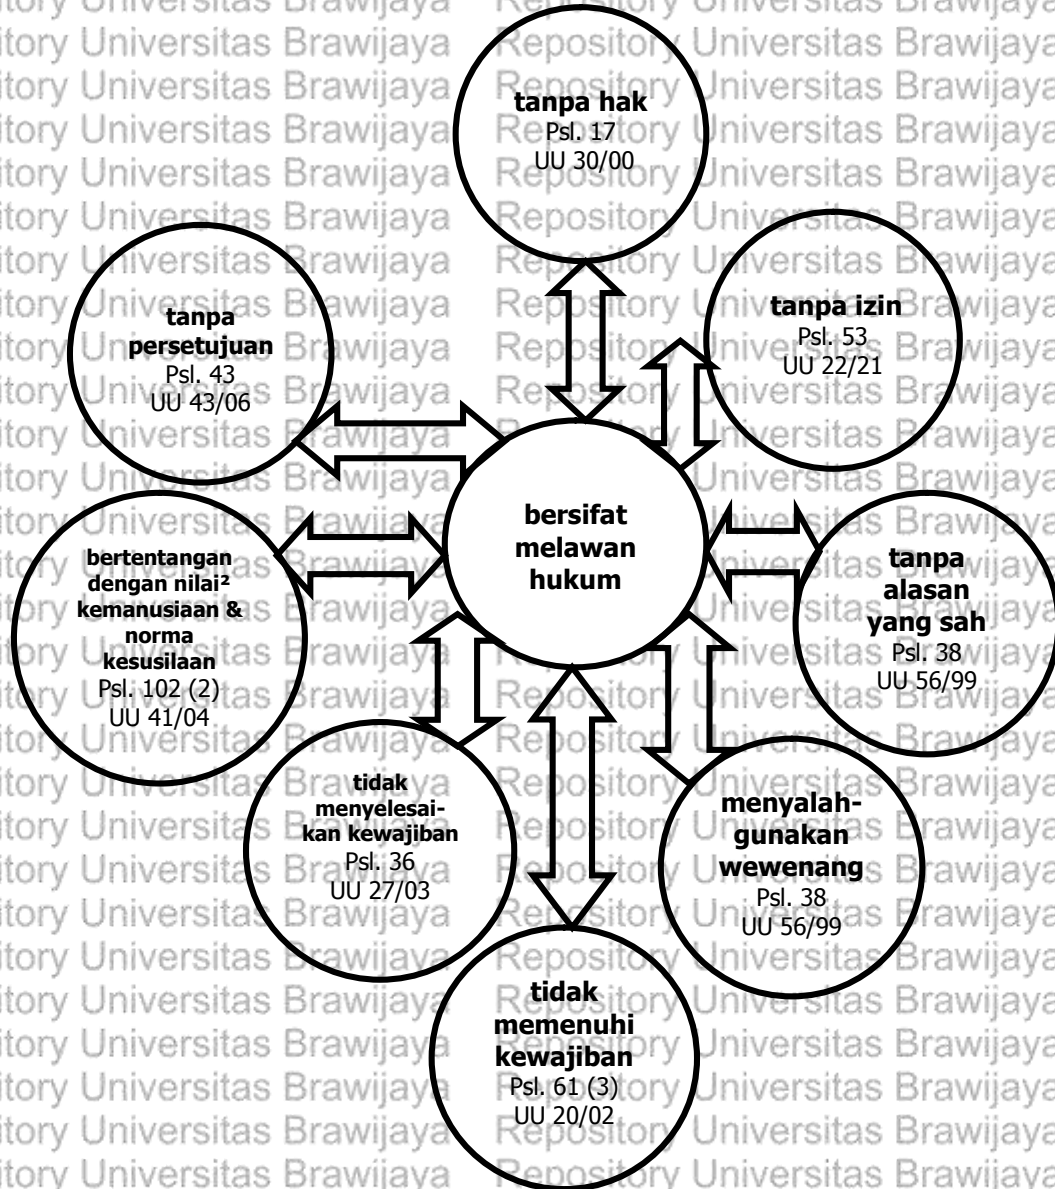 tanpa hak
Psl. 17
UU 30/00
tanpa izin
Psl. 53
UU 22/21
tanpa
persetujuan
Psl. 43
UU 43/06
bersifat
melawan
hukum
tanpa
alasan
yang sah
Psl. 38
UU 56/99
bertentangan
dengan nilai²
kemanusiaan &
norma
kesusilaan
Psl. 102 (2)
UU 41/04
tidak
menyelesai-
kan kewajiban
Psl. 36
UU 27/03
menyalah-
gunakan
wewenang
Psl. 38
UU 56/99
tidak
memenuhi
kewajiban
Psl. 61 (3)
UU 20/02
Repository Universitas Brawijaya